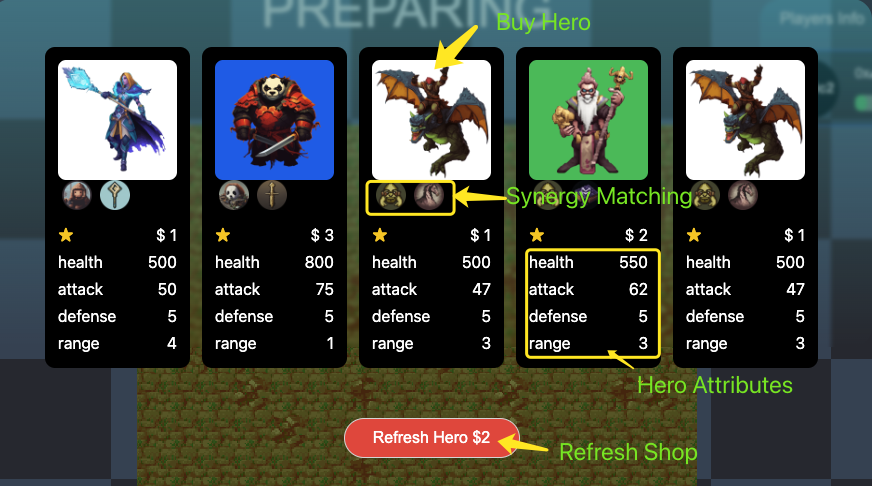 PREPARING
Players Info
Buy Hero
Synergy Matching
$ 1
health 500
attack 50
defense 5
range 4
$ 3
health 800
attack 75
defense 5
range 1
$ 1
health 500
attack 47
defense 5
range 3
$ 2
health 550
attack 62
defense 5
range 3
$ 1
health 500
attack 47
defense 5
range 3
Hero Attributes
Refresh Hero $2
Refresh Shop